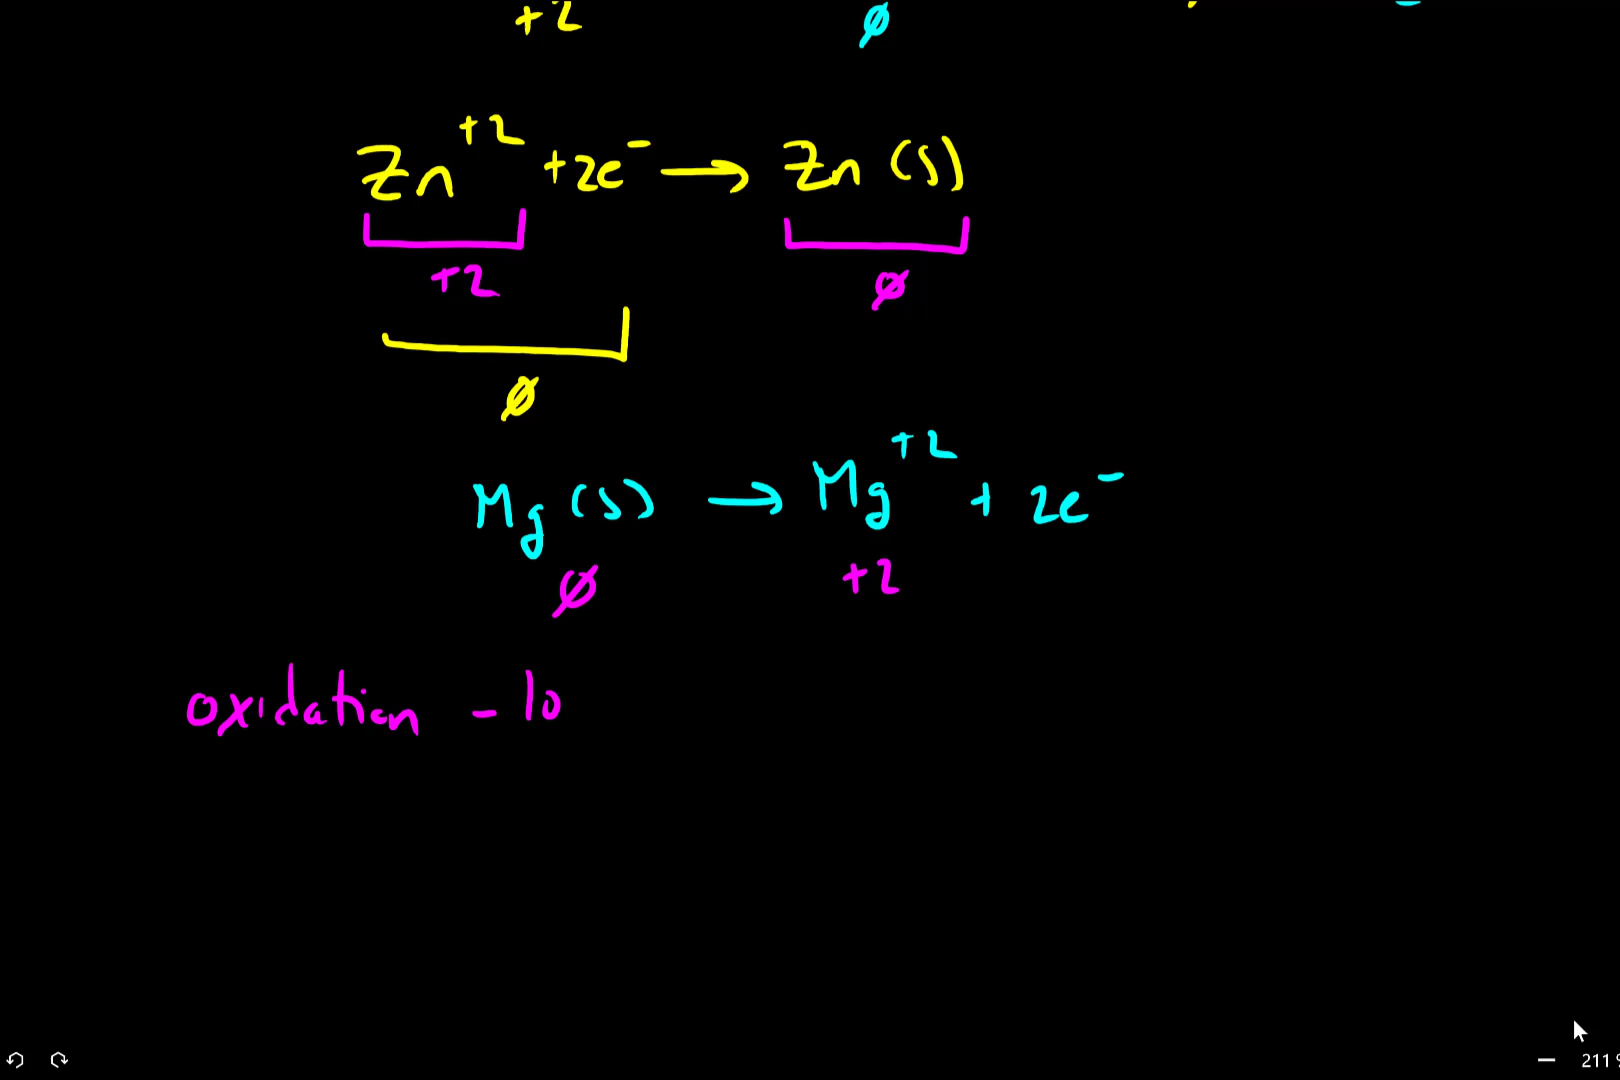 +2 ∅
Zn⁺² + 2e⁻ → Zn (s)
+2 ∅
∅
Mg (s) → Mg⁺² + 2e⁻
∅ +2
oxidation - lo
211%